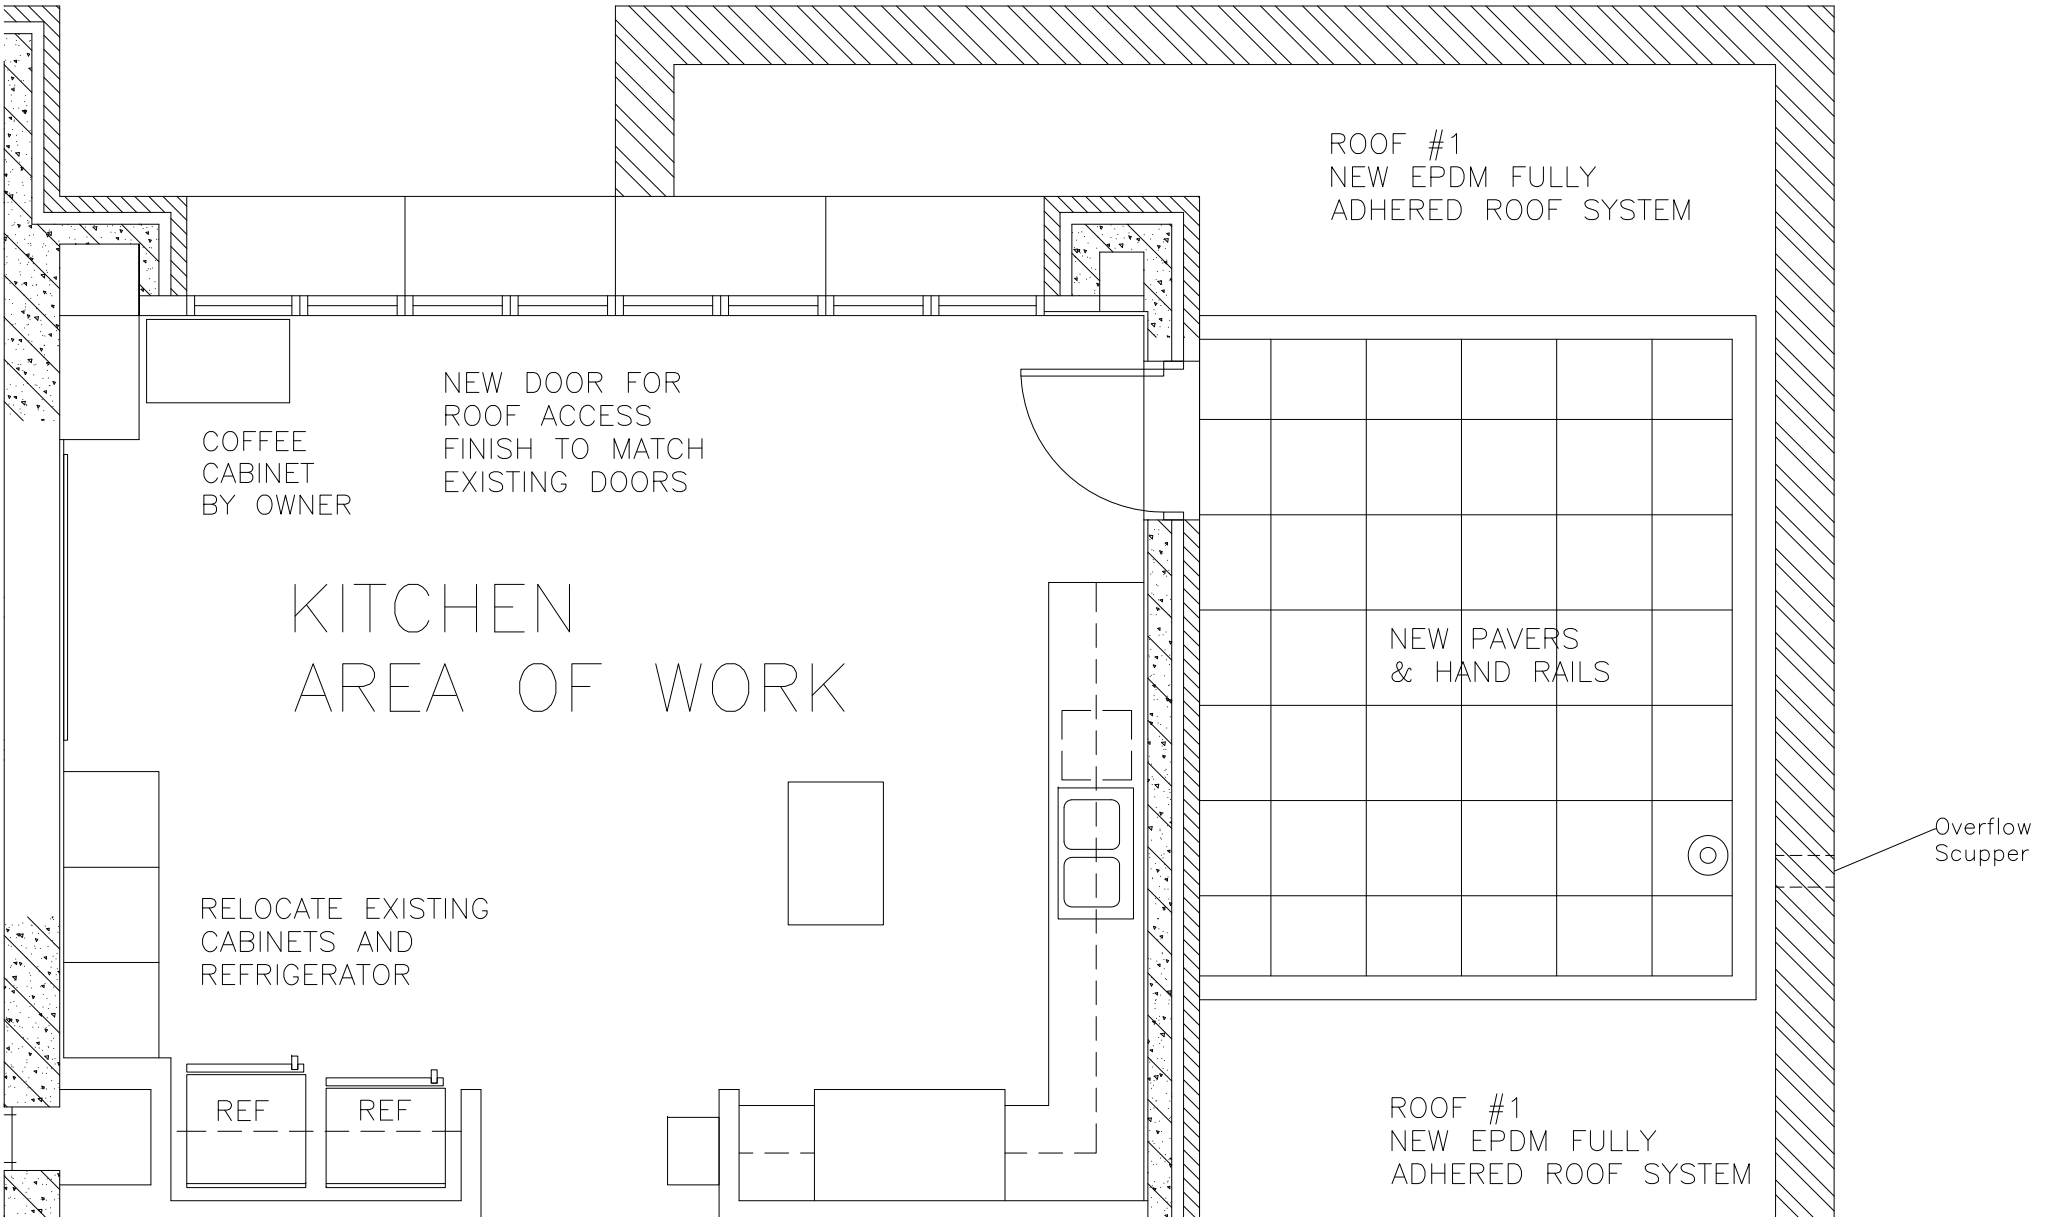 ROOF #1
NEW EPDM FULLY
ADHERED ROOF SYSTEM
NEW DOOR FOR
ROOF ACCESS
FINISH TO MATCH
EXISTING DOORS
COFFEE
CABINET
BY OWNER
KITCHEN
AREA OF WORK
NEW PAVERS
& HAND RAILS
Overflow
Scupper
RELOCATE EXISTING
CABINETS AND
REFRIGERATOR
REF
REF
ROOF #1
NEW EPDM FULLY
ADHERED ROOF SYSTEM